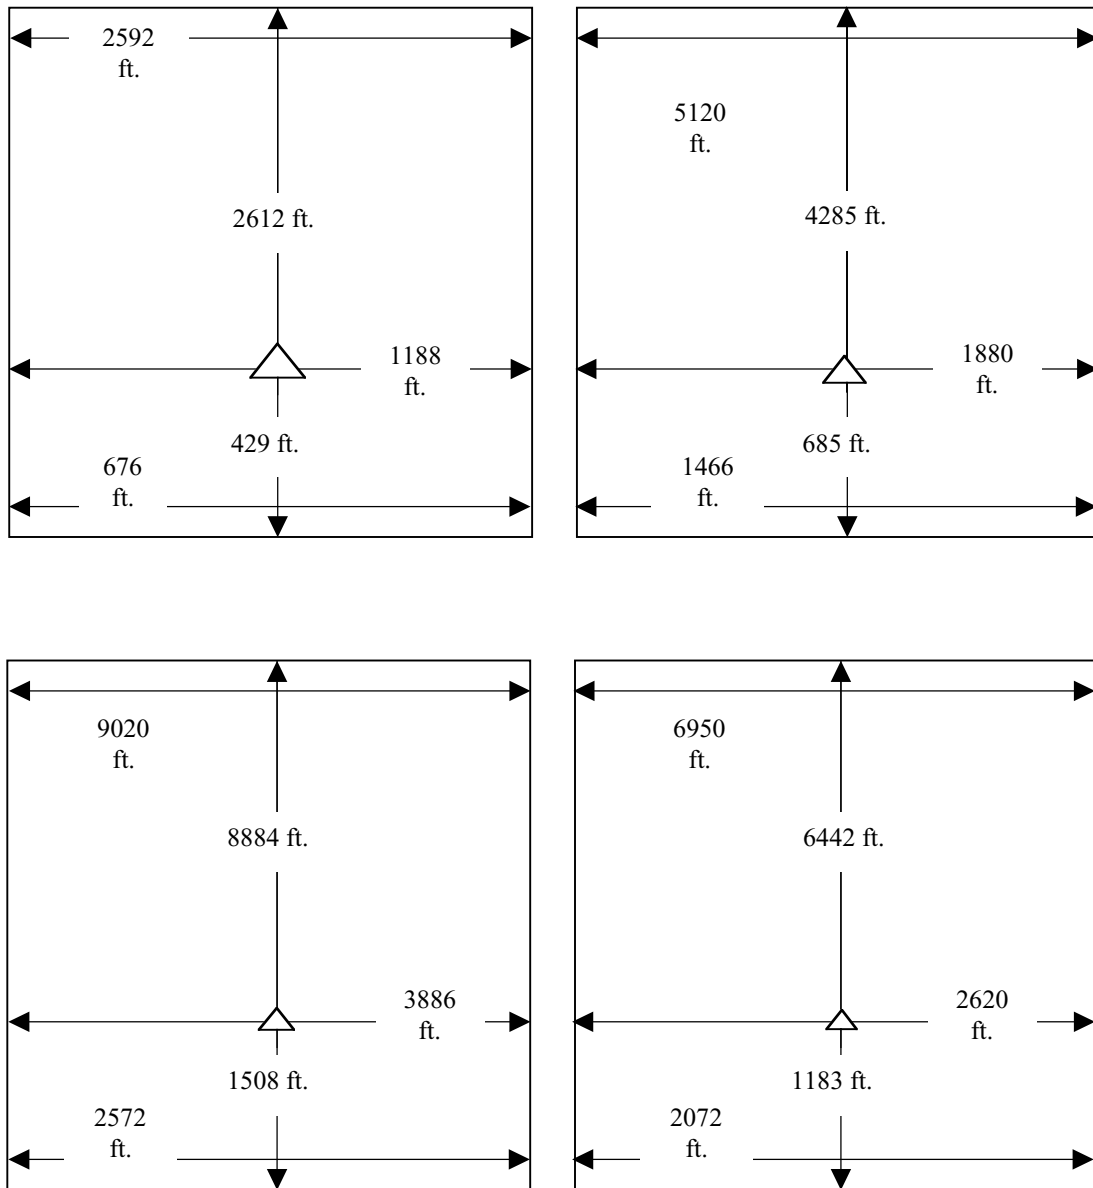 2592
ft.
2612 ft.
1188
ft.
429 ft.
676
ft.
5120
ft.
4285 ft.
1880
ft.
685 ft.
1466
ft.
9020
ft.
8884 ft.
3886
ft.
1508 ft.
2572
ft.
6950
ft.
6442 ft.
2620
ft.
1183 ft.
2072
ft.